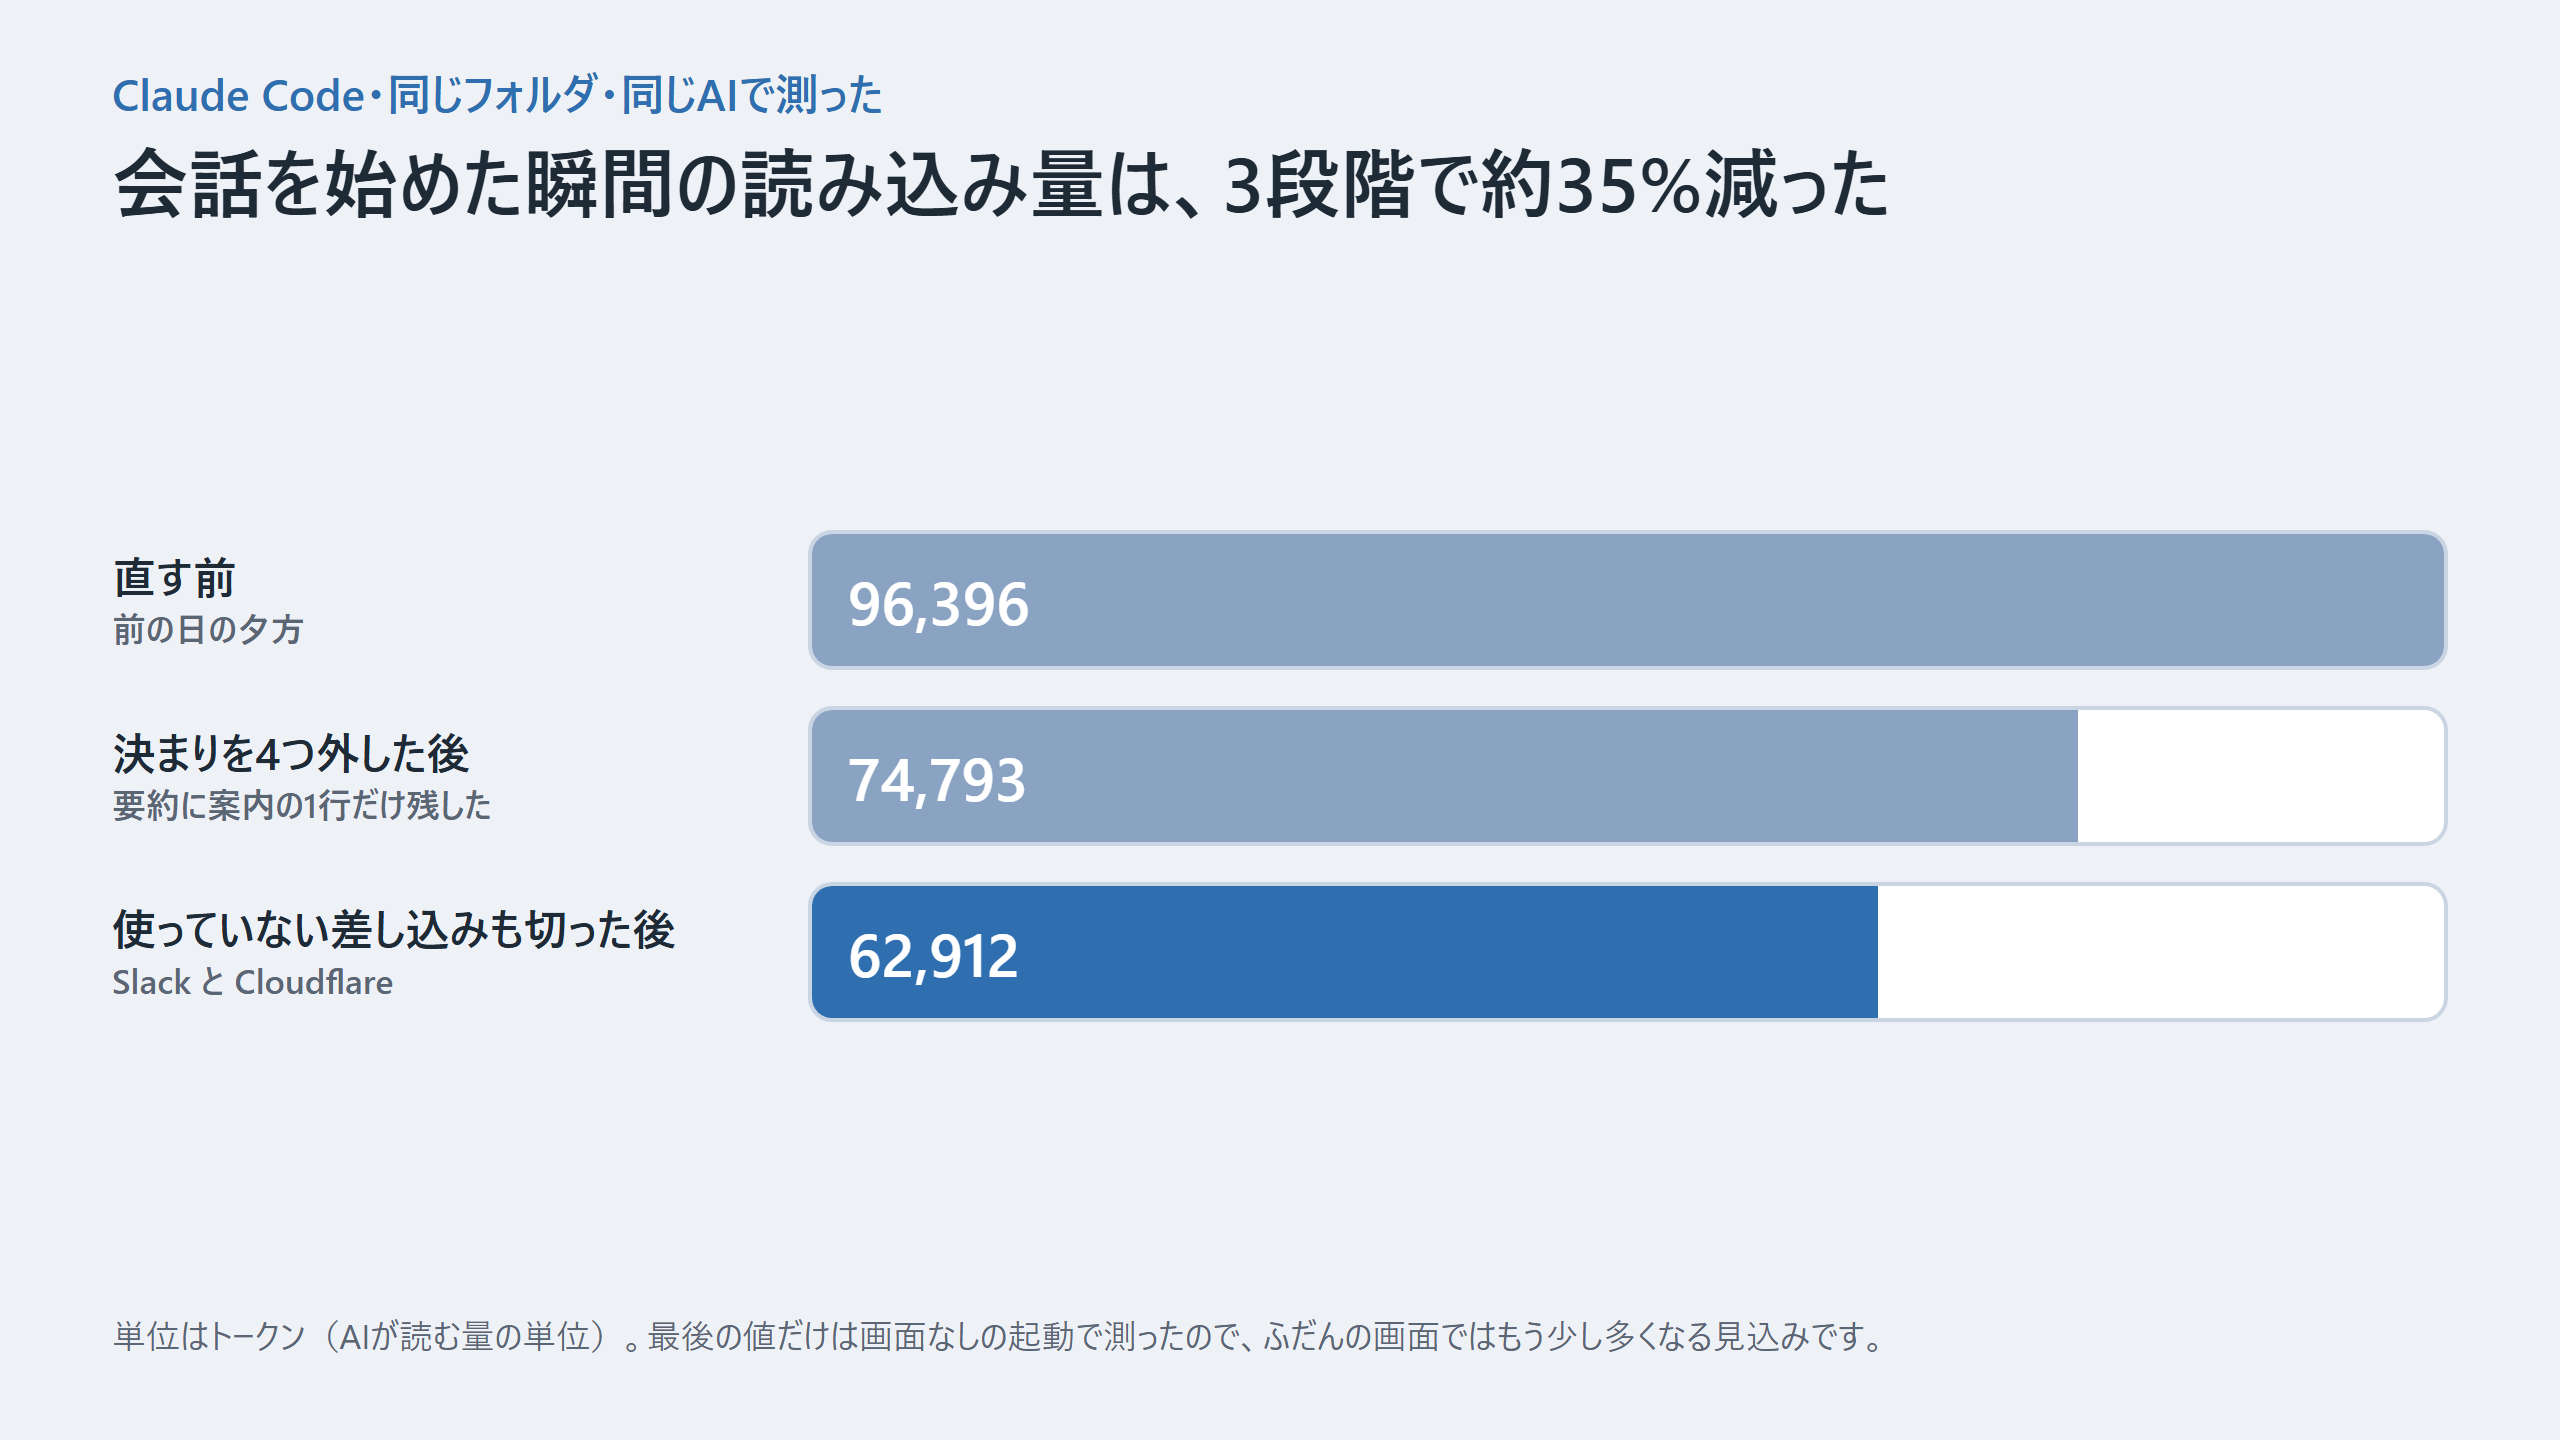 Claude Code・同じフォルダ・同じAIで測った
会話を始めた瞬間の読み込み量は、3段階で約35%減った
直す前
前の日の夕方
96,396
決まりを4つ外した後
要約に案内の1行だけ残した
74,793
使っていない差し込みも切った後
Slack と Cloudflare
62,912
単位はトークン（AIが読む量の単位）。最後の値だけは画面なしの起動で測ったので、ふだんの画面ではもう少し多くなる見込みです。